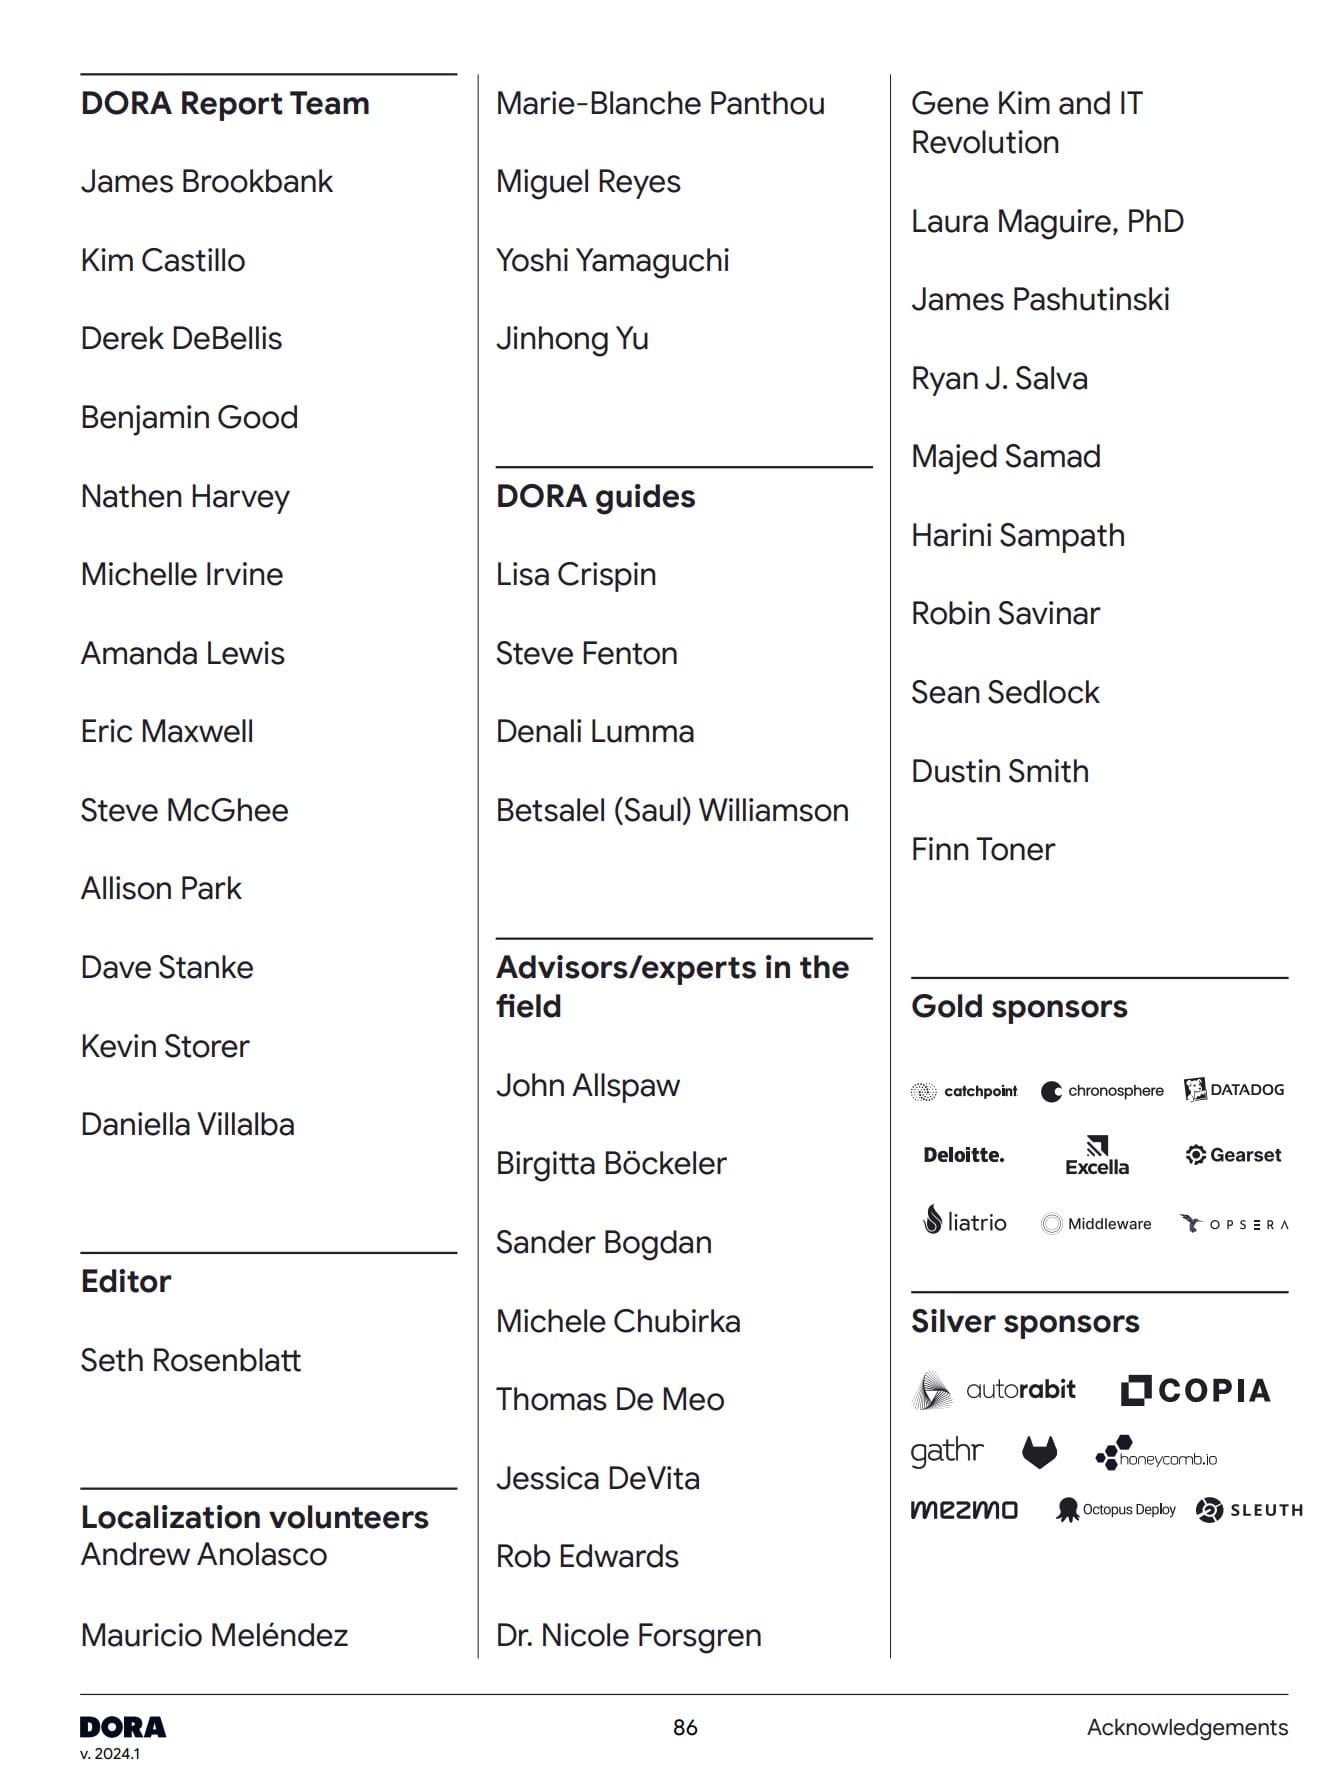 DORA Report Team
James Brookbank
Kim Castillo
Derek DeBellis
Benjamin Good
Nathen Harvey
Michelle Irvine
Amanda Lewis
Eric Maxwell
Steve McGhee
Allison Park
Dave Stanke
Kevin Storer
Daniella Villalba
Editor
Seth Rosenblatt
Localization volunteers
Andrew Anolasco
Mauricio Meléndez
Marie-Blanche Panthou
Miguel Reyes
Yoshi Yamaguchi
Jinhong Yu
DORA guides
Lisa Crispin
Steve Fenton
Denali Lumma
Betsalel (Saul) Williamson
Advisors/experts in the
field
John Allspaw
Birgitta Böckeler
Sander Bogdan
Michele Chubirka
Thomas De Meo
Jessica DeVita
Rob Edwards
Dr. Nicole Forsgren
Gene Kim and IT
Revolution
Laura Maguire, PhD
James Pashutinski
Ryan J. Salva
Majed Samad
Harini Sampath
Robin Savinar
Sean Sedlock
Dustin Smith
Finn Toner
Gold sponsors
catchpoint chronosphere DATADOG
Deloitte. Excella Gearset
liatrio Middleware OPSERA
Silver sponsors
autorabit COPIA
gathr honeycomb.io
mezmo Octopus Deploy SLEUTH
DORA 86 Acknowledgements
v. 2024.1